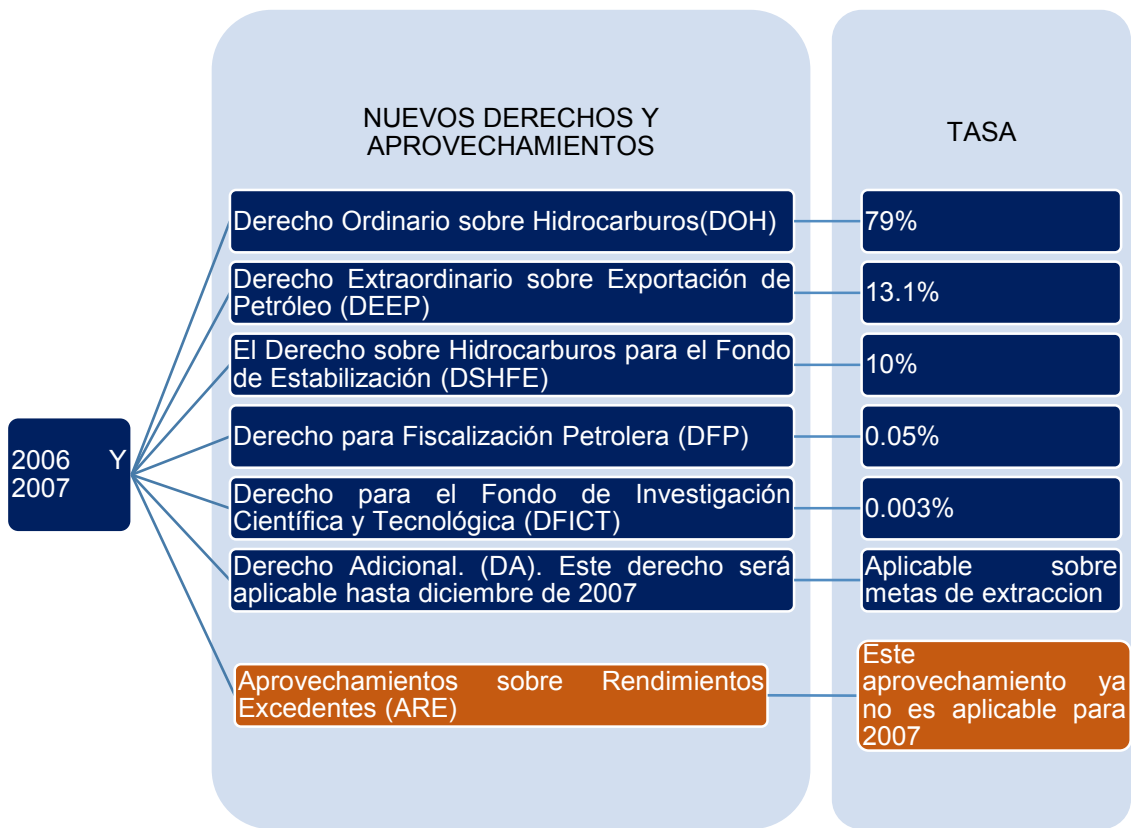 NUEVOS DERECHOS Y
APROVECHAMIENTOS
TASA
2006 Y
2007
Derecho Ordinario sobre Hidrocarburos(DOH)
79%
Derecho Extraordinario sobre Exportación de
Petróleo (DEEP)
13.1%
El Derecho sobre Hidrocarburos para el Fondo
de Estabilización (DSHFE)
10%
Derecho para Fiscalización Petrolera (DFP)
0.05%
Derecho para el Fondo de Investigación
Científica y Tecnológica (DFICT)
0.003%
Derecho Adicional. (DA). Este derecho será
aplicable hasta diciembre de 2007
Aplicable sobre
metas de extraccion
Aprovechamientos sobre Rendimientos
Excedentes (ARE)
Este
aprovechamiento ya
no es aplicable para
2007